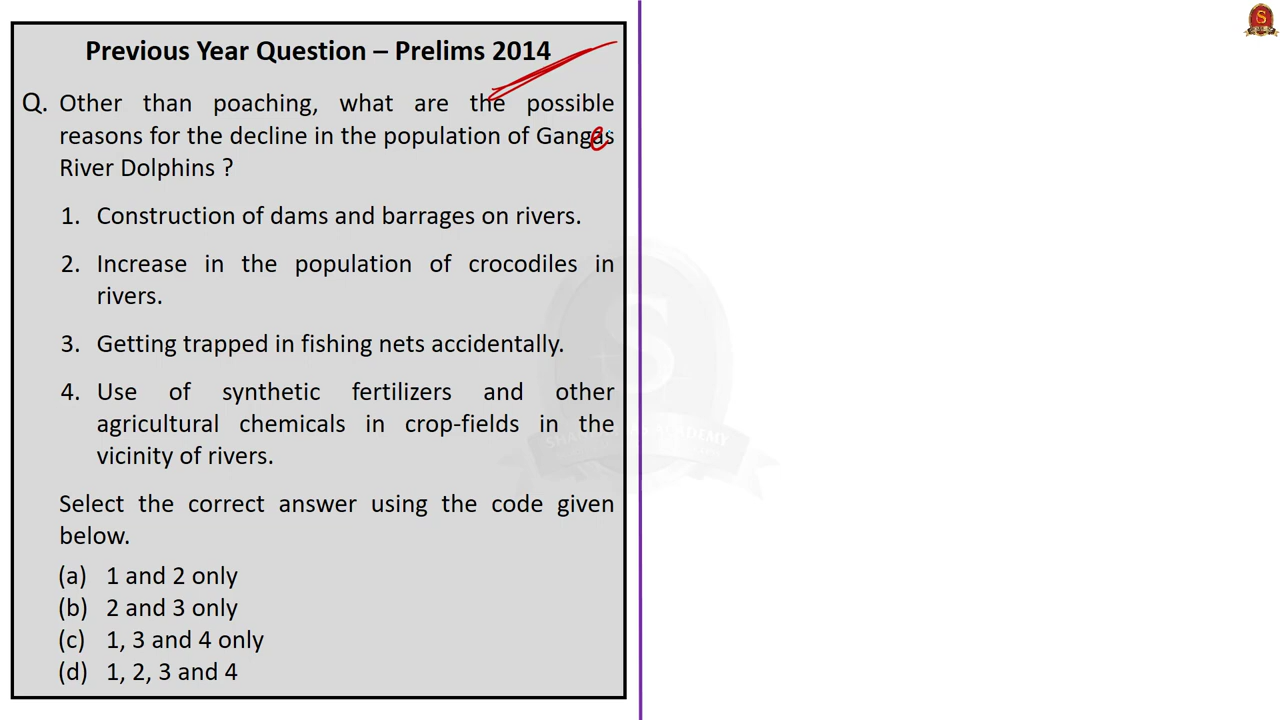 Previous Year Question – Prelims 2014
Q. Other than poaching, what are the possible
reasons for the decline in the population of Gangas
River Dolphins ?
1. Construction of dams and barrages on rivers.
2. Increase in the population of crocodiles in
rivers.
3. Getting trapped in fishing nets accidentally.
4. Use of synthetic fertilizers and other
agricultural chemicals in crop-fields in the
vicinity of rivers.
Select the correct answer using the code given
below.
(a) 1 and 2 only
(b) 2 and 3 only
(c) 1, 3 and 4 only
(d) 1, 2, 3 and 4
e
S
S